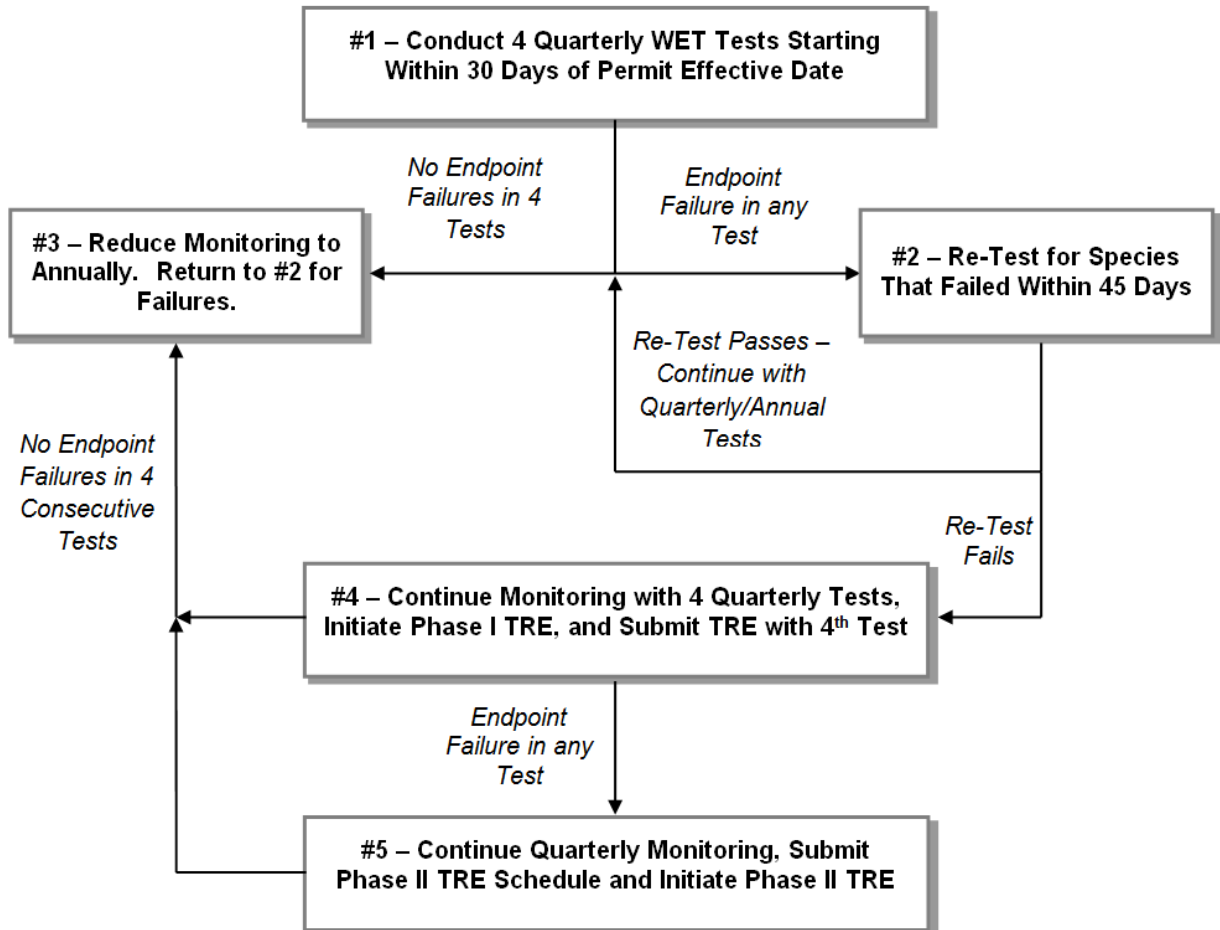 #1 – Conduct 4 Quarterly WET Tests Starting
Within 30 Days of Permit Effective Date
No Endpoint
Failures in 4
Tests
Endpoint
Failure in any
Test
#3 – Reduce Monitoring to
Annually.   Return to #2 for
Failures.
#2 – Re-Test for Species
That Failed Within 45 Days
Re-Test Passes –
Continue with
Quarterly/Annual
Tests
No Endpoint
Failures in 4
Consecutive
Tests
Re-Test
Fails
#4 – Continue Monitoring with 4 Quarterly Tests,
Initiate Phase I TRE, and Submit TRE with 4th Test
Endpoint
Failure in any
Test
#5 – Continue Quarterly Monitoring, Submit
Phase II TRE Schedule and Initiate Phase II TRE